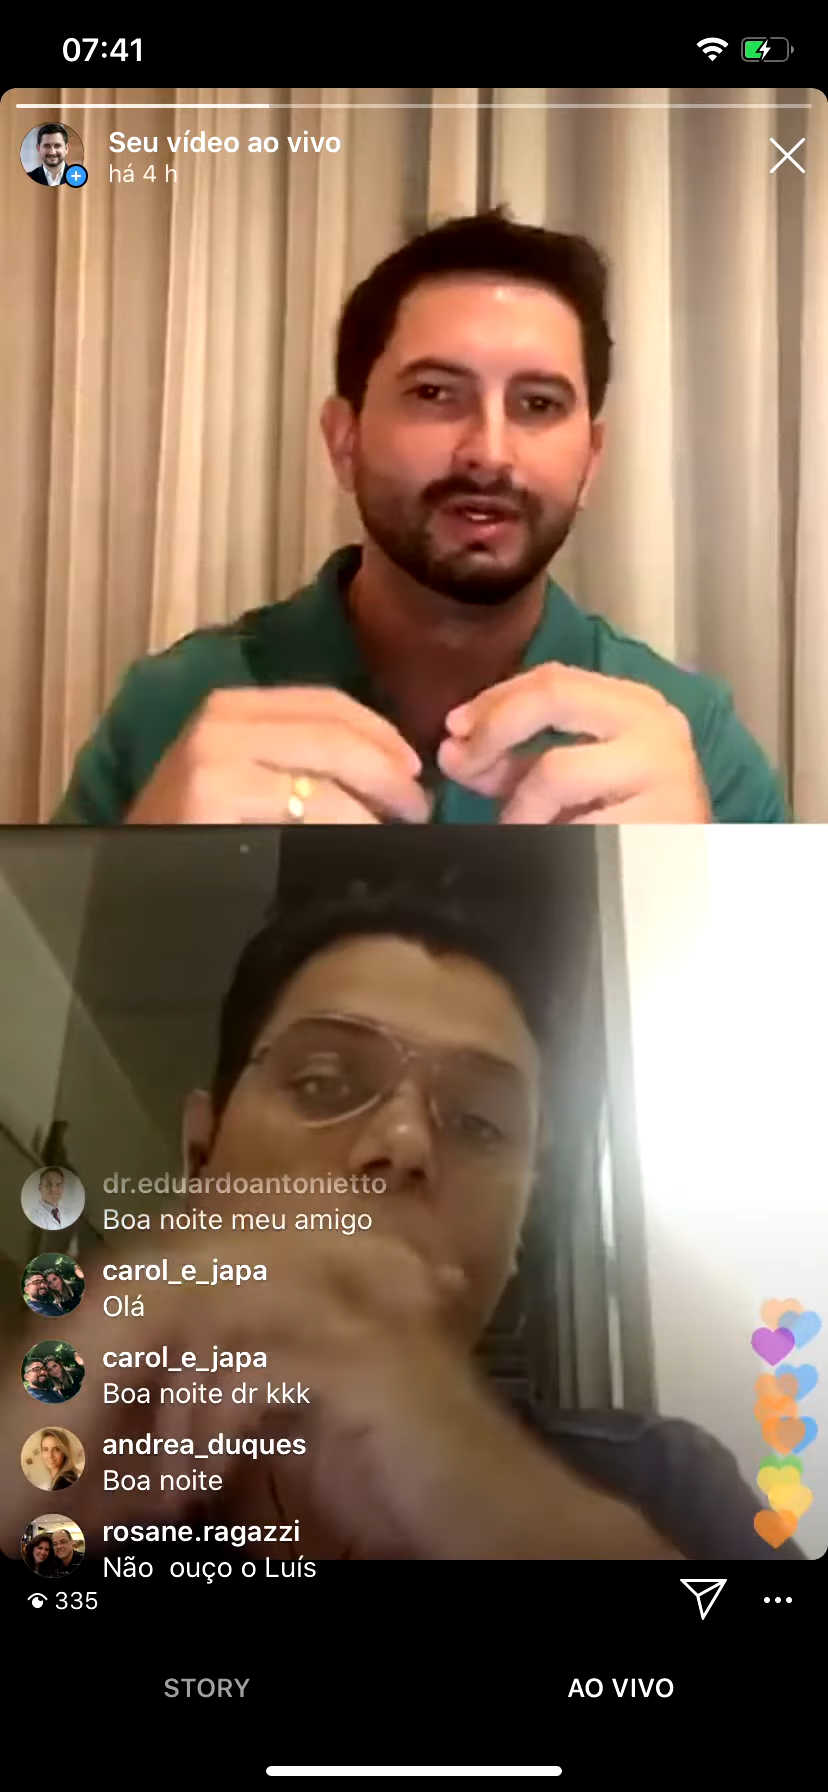 07:41
Seu vídeo ao vivo
há 4 h
dr.eduardoantonietto
Boa noite meu amigo
carol_e_japa
Olá
carol_e_japa
Boa noite dr kkk
andrea_duques
Boa noite
rosane.ragazzi
Não  ouço o Luís
335
STORY
AO VIVO